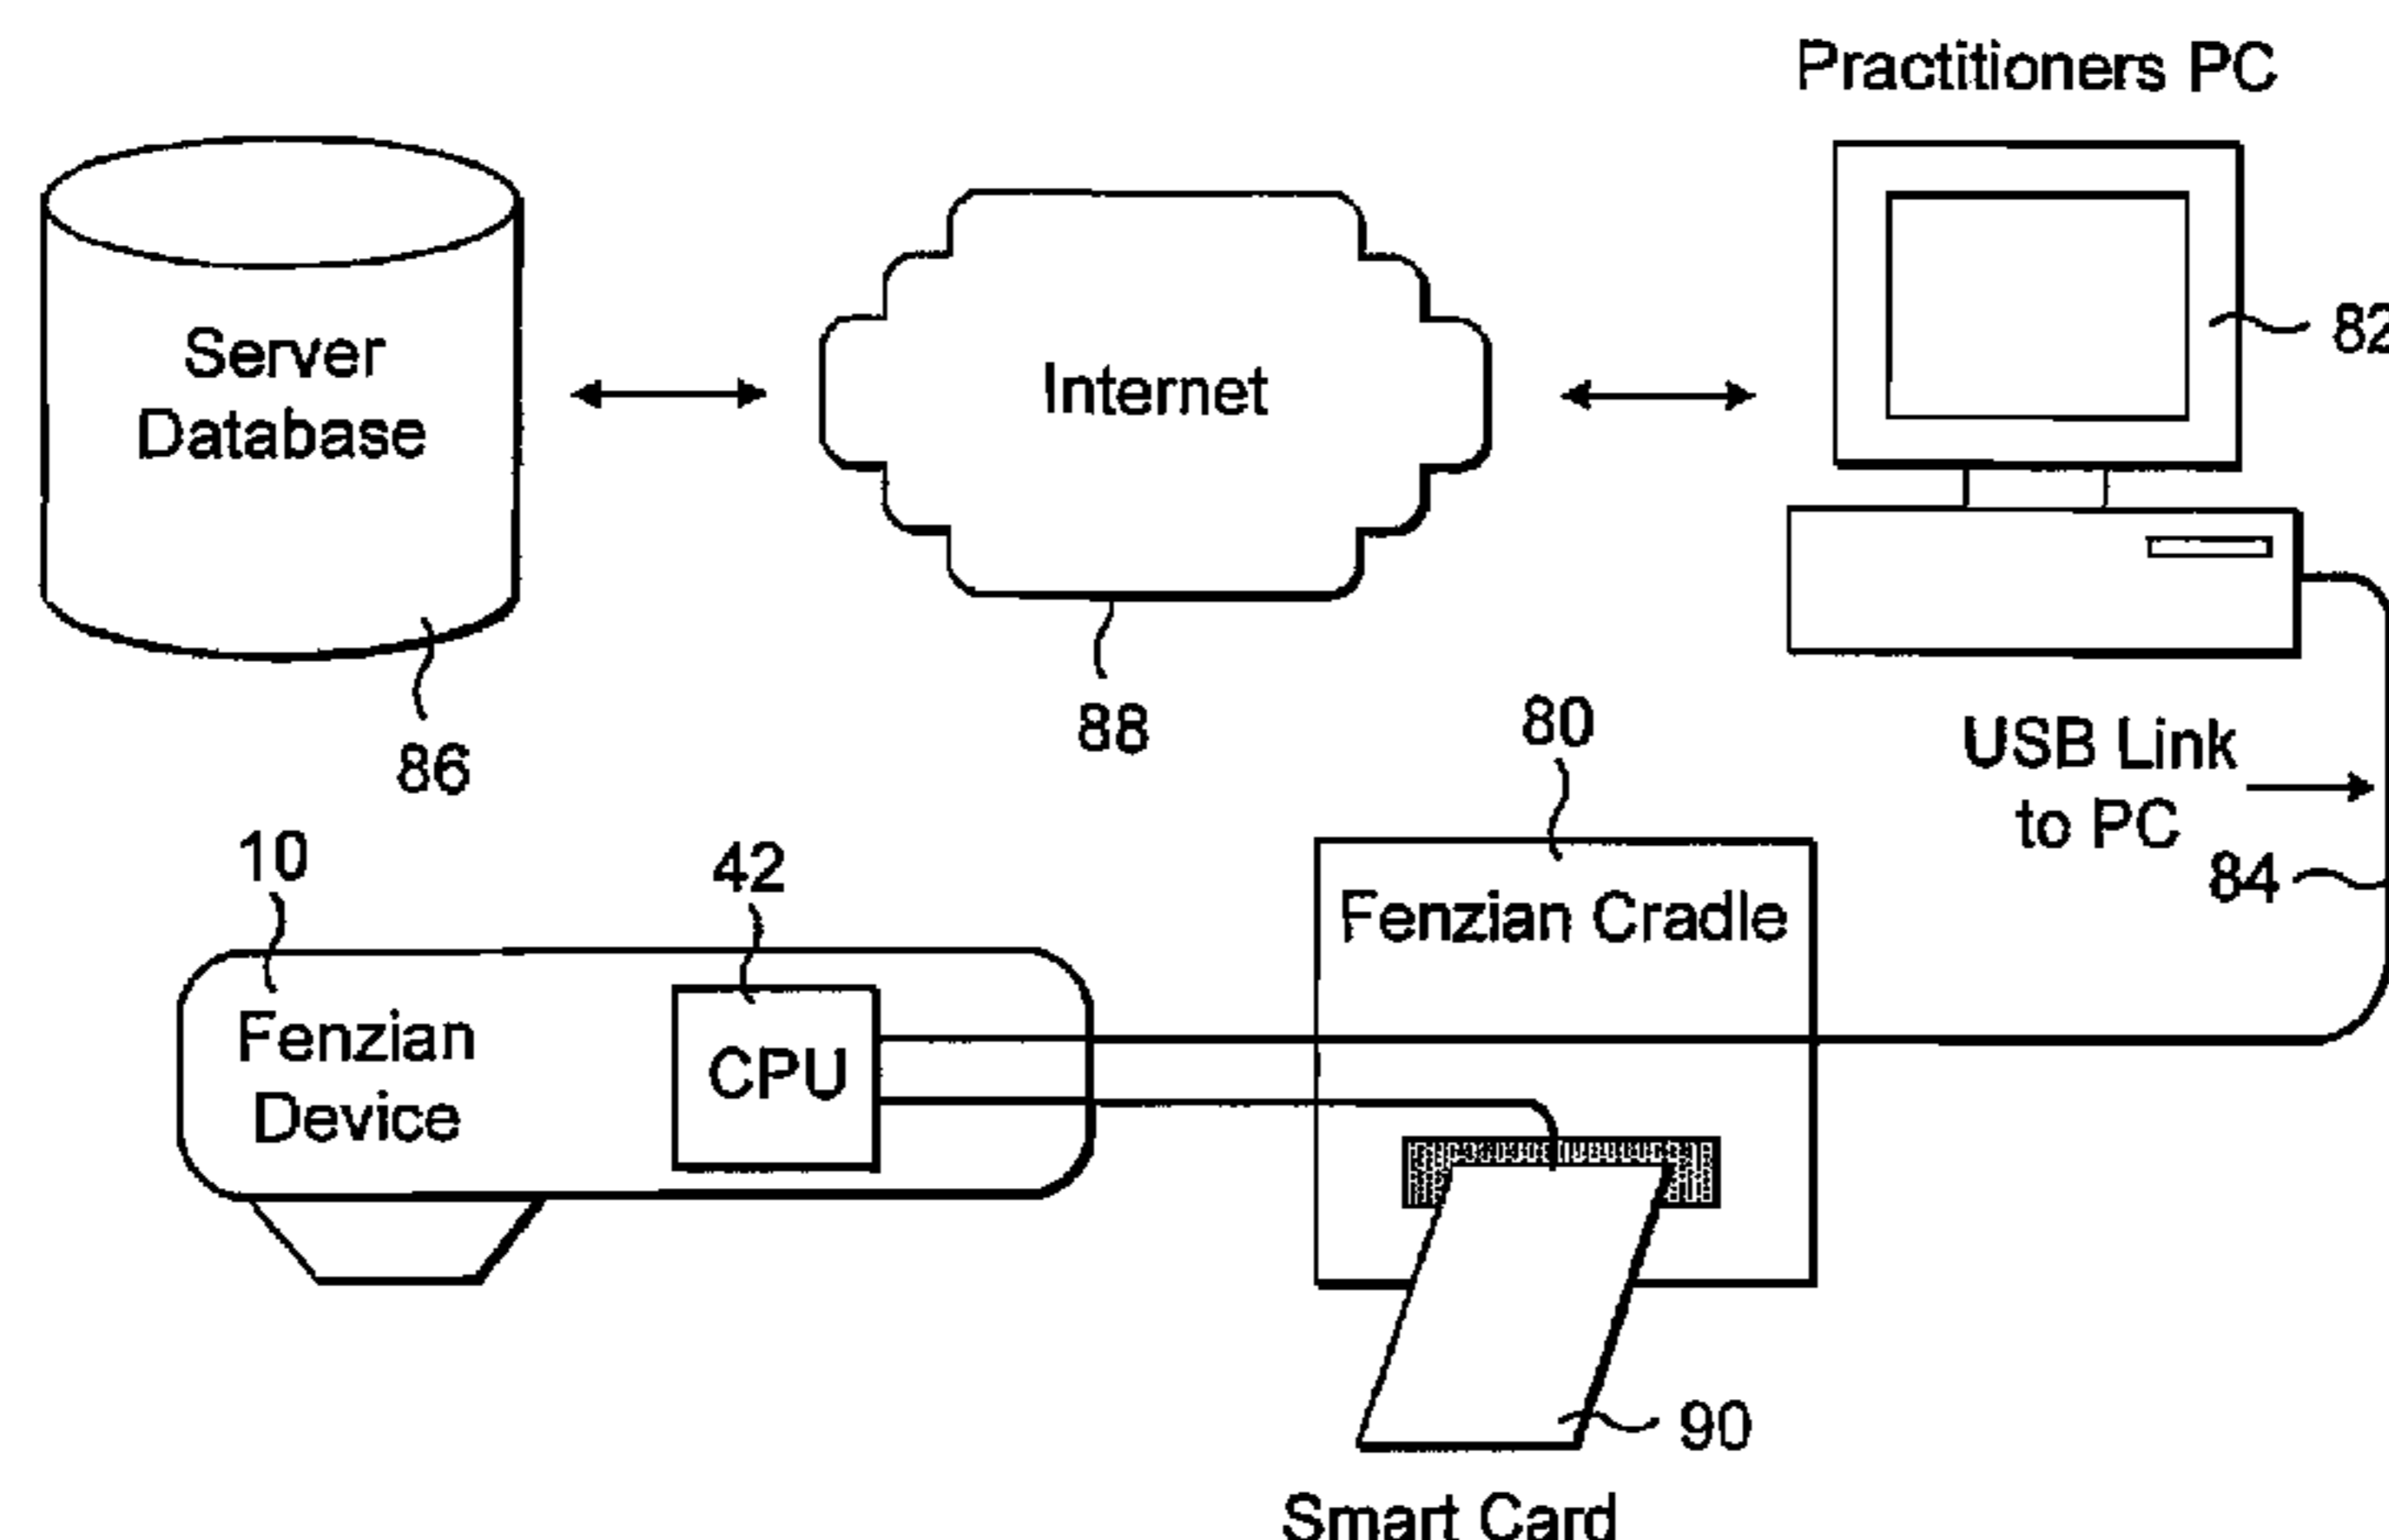 Practitioners PC
Server
Database
Internet
82
86
88
80
USB Link
to PC
84
10
42
Fenzian Cradle
Fenzian
Device
CPU
90
Smart Card